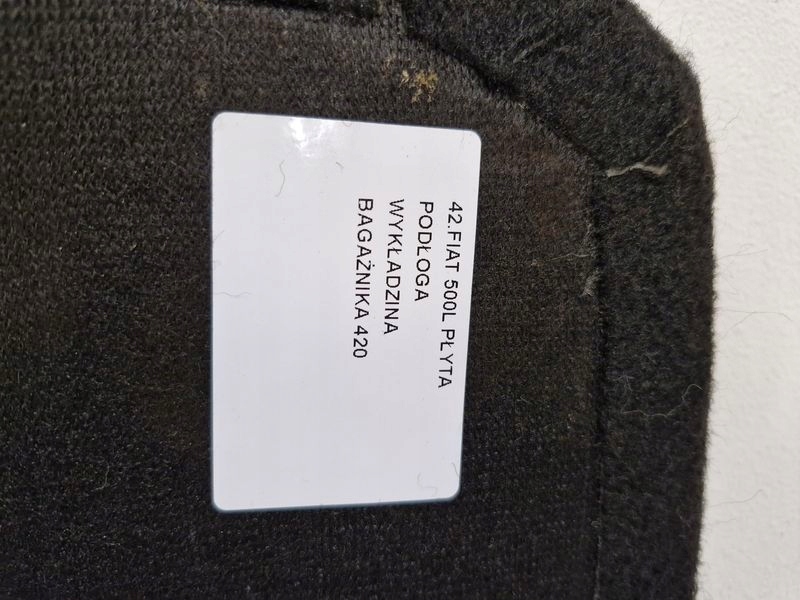 42.FIAT 500L PŁYTA
PODŁOGA
WYKŁADZINA
BAGAŻNIKA 420